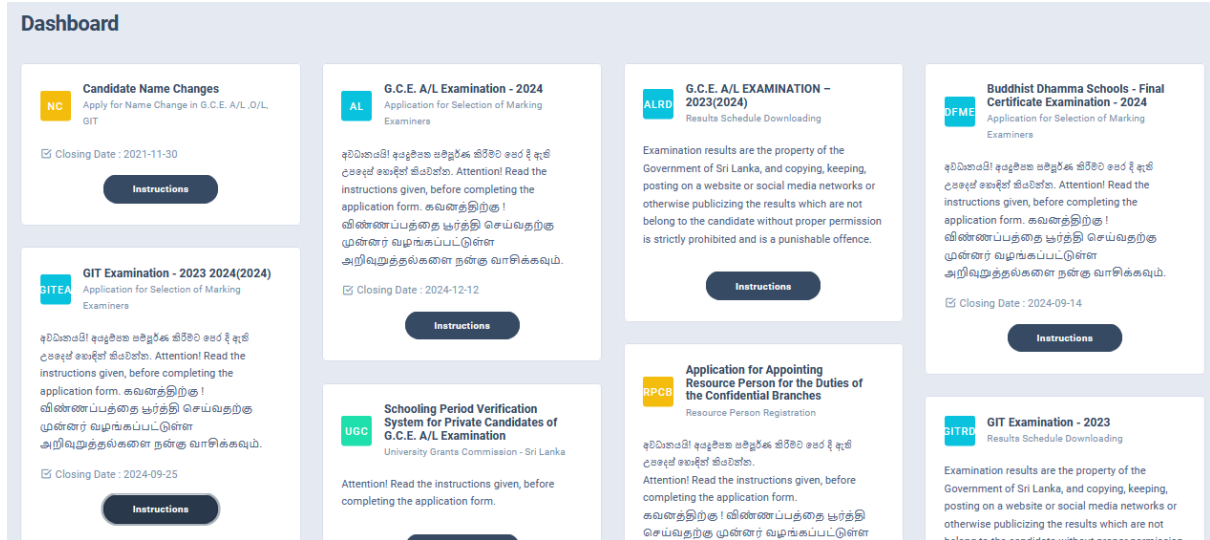 Dashboard
NC
Candidate Name Changes
Apply for Name Change in G.C.E. A/L ,O/L,
GIT
Closing Date : 2021-11-30
Instructions
GITEA
GIT Examination - 2023 2024(2024)
Application for Selection of Marking
Examiners
අවධානයයි! අයදුම්පත සම්පූර්ණ කිරීමට පෙර දී ඇති
උපදෙස් හොඳින් කියවන්න. Attention! Read the
instructions given, before completing the
application form. கவனத்திற்கு !
விண்ணப்பத்தை பூர்த்தி செய்வதற்கு
முன்னர் வழங்கப்பட்டுள்ள
அறிவுறுத்தல்களை நன்கு வாசிக்கவும்.
Closing Date : 2024-09-25
Instructions
AL
G.C.E. A/L Examination - 2024
Application for Selection of Marking
Examiners
අවධානයයි! අයදුම්පත සම්පූර්ණ කිරීමට පෙර දී ඇති
උපදෙස් හොඳින් කියවන්න. Attention! Read the
instructions given, before completing the
application form. கவனத்திற்கு !
விண்ணப்பத்தை பூர்த்தி செய்வதற்கு
முன்னர் வழங்கப்பட்டுள்ள
அறிவுறுத்தல்களை நன்கு வாசிக்கவும்.
Closing Date : 2024-12-12
Instructions
UGC
Schooling Period Verification
System for Private Candidates of
G.C.E. A/L Examination
University Grants Commission - Sri Lanka
Attention! Read the instructions given, before
completing the application form.
ALRD
G.C.E. A/L EXAMINATION –
2023(2024)
Results Schedule Downloading
Examination results are the property of the
Government of Sri Lanka, and copying, keeping,
posting on a website or social media networks or
otherwise publicizing the results which are not
belong to the candidate without proper permission
is strictly prohibited and is a punishable offence.
Instructions
RPCB
Application for Appointing
Resource Person for the Duties of
the Confidential Branches
Resource Person Registration
අවධානයයි! අයදුම්පත සම්පූර්ණ කිරීමට පෙර දී ඇති
උපදෙස් හොඳින් කියවන්න.
Attention! Read the instructions given, before
completing the application form.
கவனத்திற்கு ! விண்ணப்பத்தை பூர்த்தி
செய்வதற்கு முன்னர் வழங்கப்பட்டுள்ள
DFME
Buddhist Dhamma Schools - Final
Certificate Examination - 2024
Application for Selection of Marking
Examiners
අවධානයයි! අයදුම්පත සම්පූර්ණ කිරීමට පෙර දී ඇති
උපදෙස් හොඳින් කියවන්න. Attention! Read the
instructions given, before completing the
application form. கவனத்திற்கு !
விண்ணப்பத்தை பூர்த்தி செய்வதற்கு
முன்னர் வழங்கப்பட்டுள்ள
அறிவுறுத்தல்களை நன்கு வாசிக்கவும்.
Closing Date : 2024-09-14
Instructions
GITRD
GIT Examination - 2023
Results Schedule Downloading
Examination results are the property of the
Government of Sri Lanka, and copying, keeping,
posting on a website or social media networks or
otherwise publicizing the results which are not
belong to the candidate without proper permission